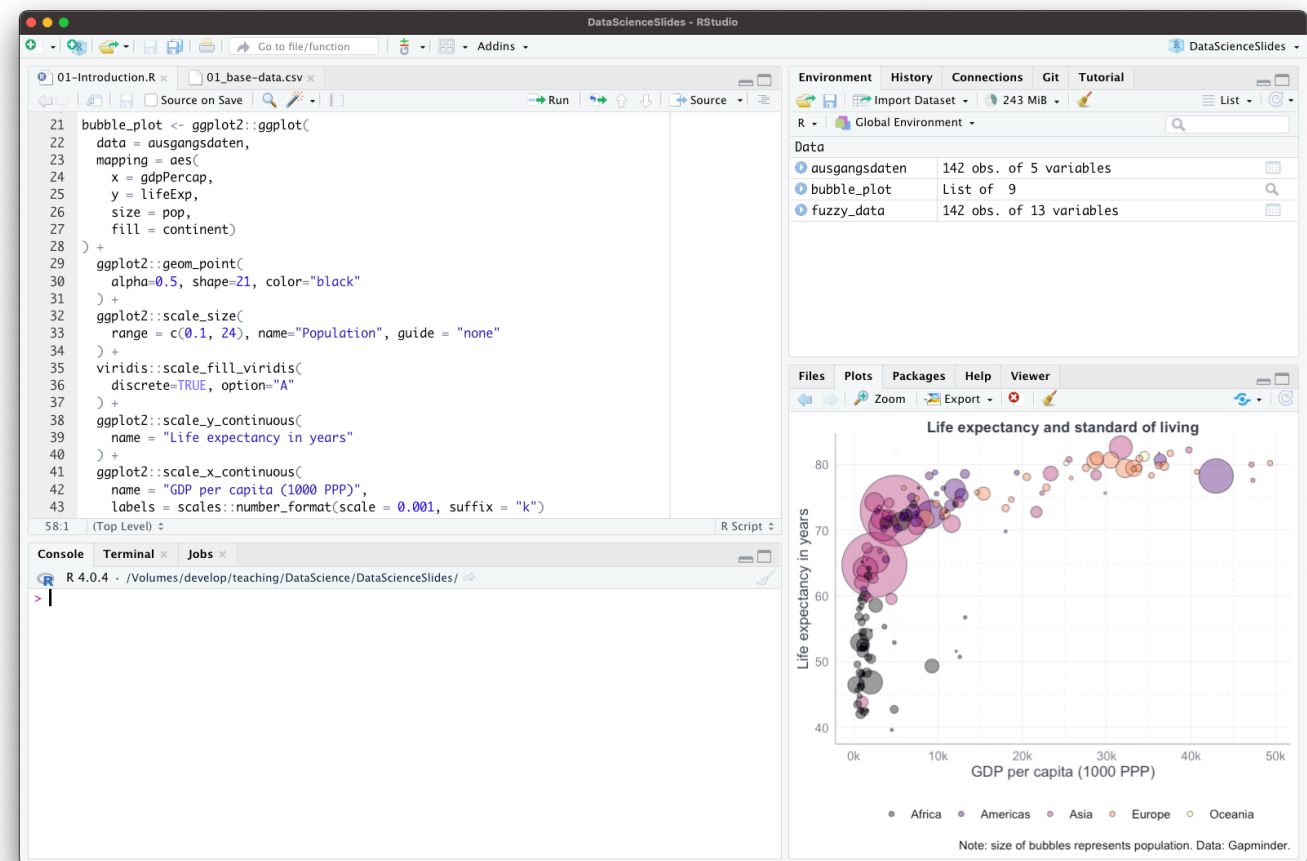 DataScienceSlides - RStudio
Go to file/function
Addins
DataScienceSlides
01-Introduction.R
01_base-data.csv
Source on Save
Run
Source
21 bubble_plot <- ggplot2::ggplot(
22 data = ausgangsdaten,
23 mapping = aes(
24 x = gdpPercap,
25 y = lifeExp,
26 size = pop,
27 fill = continent)
28 ) +
29 ggplot2::geom_point(
30 alpha=0.5, shape=21, color="black"
31 ) +
32 ggplot2::scale_size(
33 range = c(0.1, 24), name="Population", guide = "none"
34 ) +
35 viridis::scale_fill_viridis(
36 discrete=TRUE, option="A"
37 ) +
38 ggplot2::scale_y_continuous(
39 name = "Life expectancy in years"
40 ) +
41 ggplot2::scale_x_continuous(
42 name = "GDP per capita (1000 PPP)",
43 labels = scales::number_format(scale = 0.001, suffix = "k")
58:1 (Top Level) R Script
Console Terminal Jobs
R 4.0.4 · /Volumes/develop/teaching/DataScience/DataScienceSlides/
>
Environment History Connections Git Tutorial
Import Dataset 243 MiB List
R Global Environment
Data
ausgangsdaten 142 obs. of 5 variables
bubble_plot List of 9
fuzzy_data 142 obs. of 13 variables
Files Plots Packages Help Viewer
Zoom Export
Life expectancy and standard of living
Life expectancy in years
80
70
60
50
40
0k 10k 20k 30k 40k 50k
GDP per capita (1000 PPP)
Africa Americas Asia Europe Oceania
Note: size of bubbles represents population. Data: Gapminder.